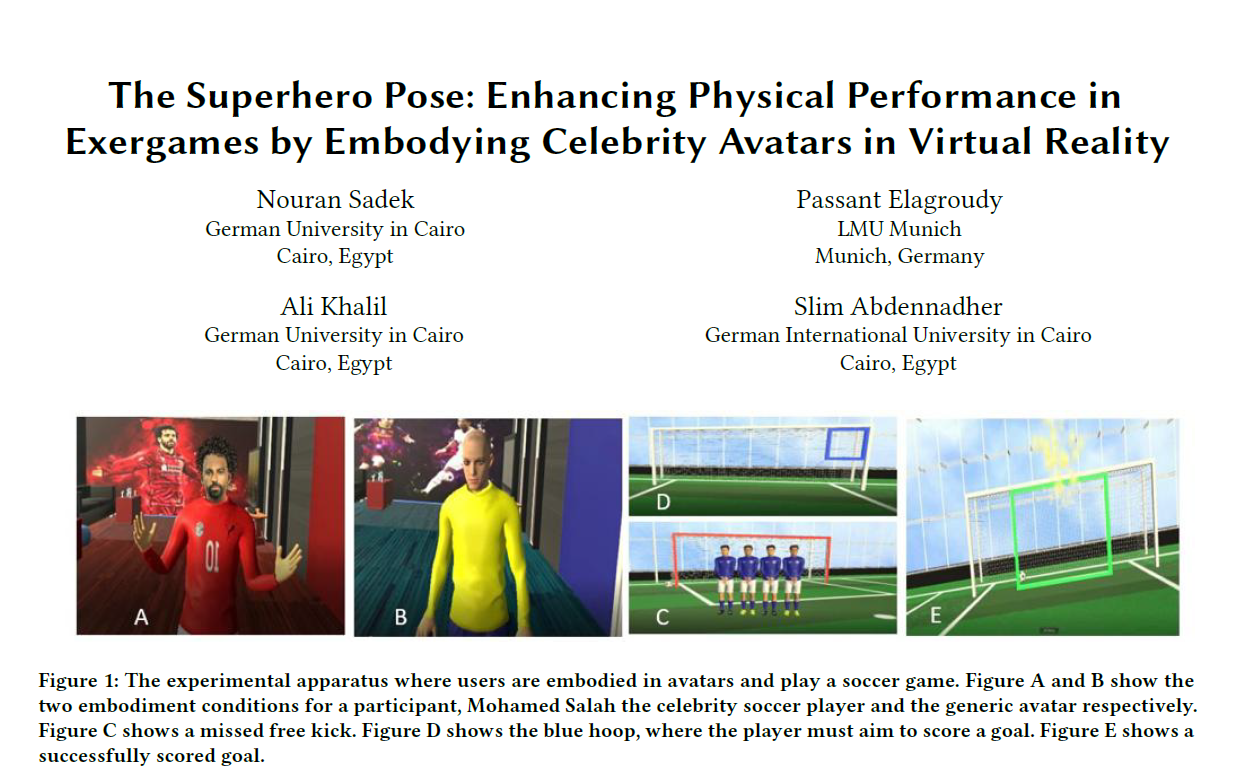 The Superhero Pose: Enhancing Physical Performance in
Exergames by Embodying Celebrity Avatars in Virtual Reality
Nouran Sadek
German University in Cairo
Cairo, Egypt
Passant Elagroudy
LMU Munich
Munich, Germany
Ali Khalil
German University in Cairo
Cairo, Egypt
Slim Abdennadher
German International University in Cairo
Cairo, Egypt
10
A
B
D
C
E
Figure 1: The experimental apparatus where users are embodied in avatars and play a soccer game. Figure A and B show the
two embodiment conditions for a participant, Mohamed Salah the celebrity soccer player and the generic avatar respectively.
Figure C shows a missed free kick. Figure D shows the blue hoop, where the player must aim to score a goal. Figure E shows a
successfully scored goal.